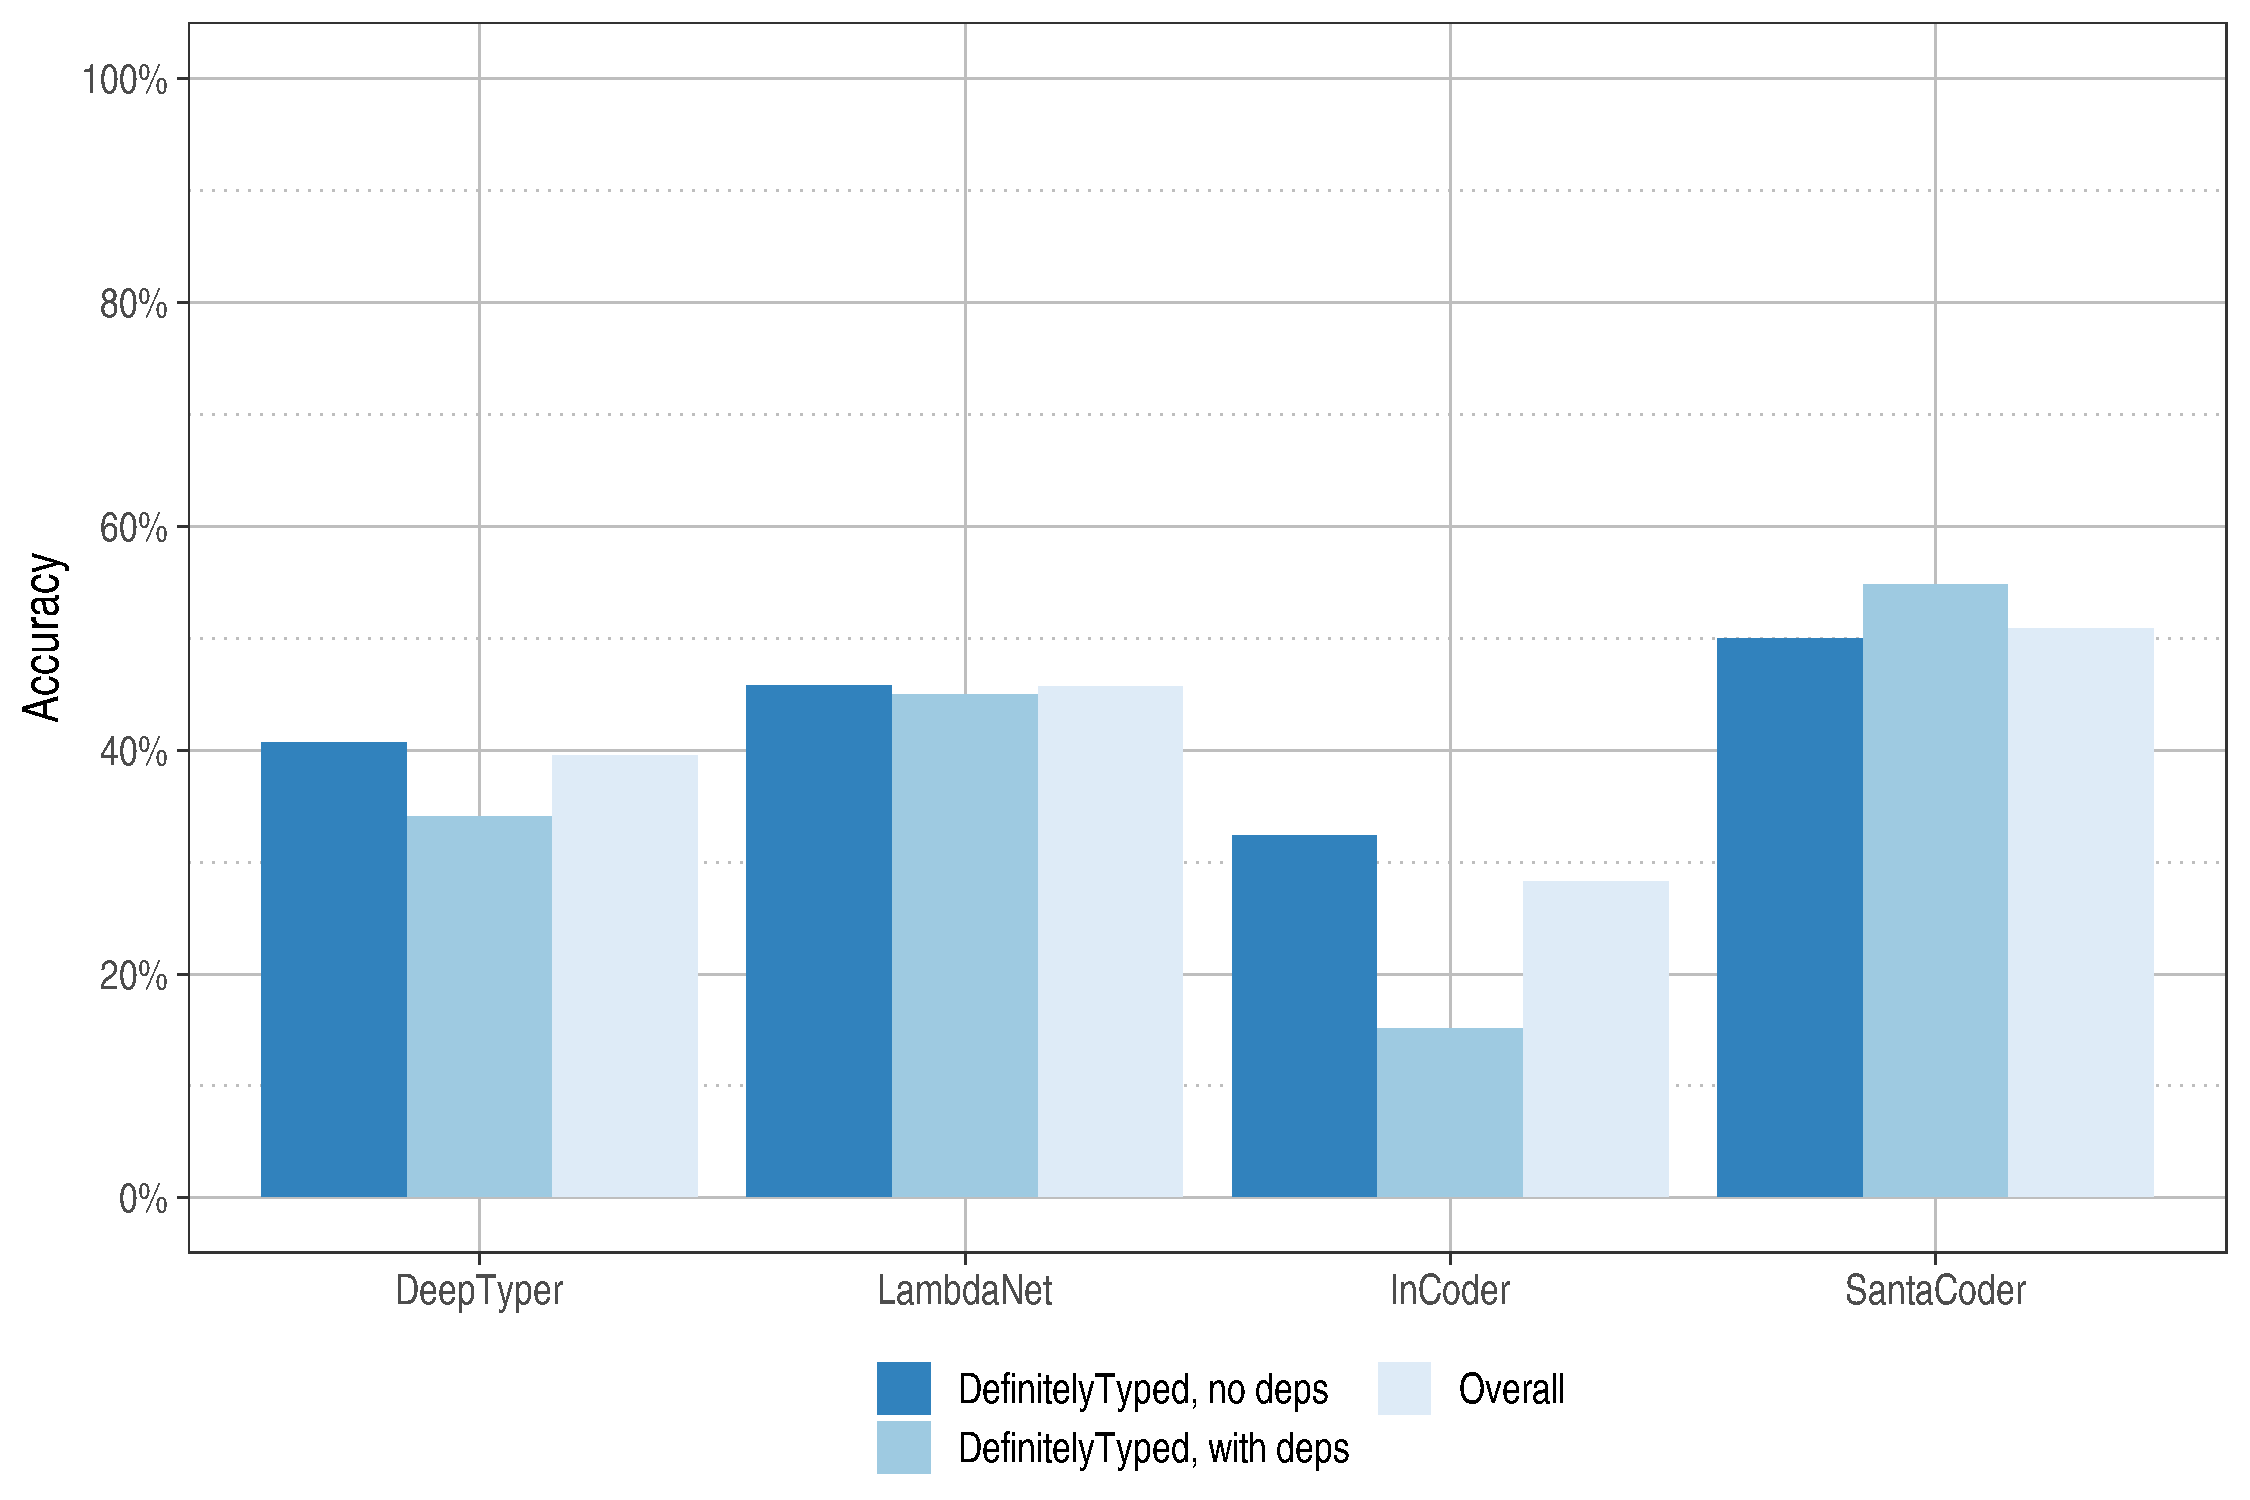 Accuracy
100%
80%
60%
40%
20%
0%
DeepTyper LambdaNet InCoder SantaCoder
DefinitelyTyped, no deps Overall
DefinitelyTyped, with deps